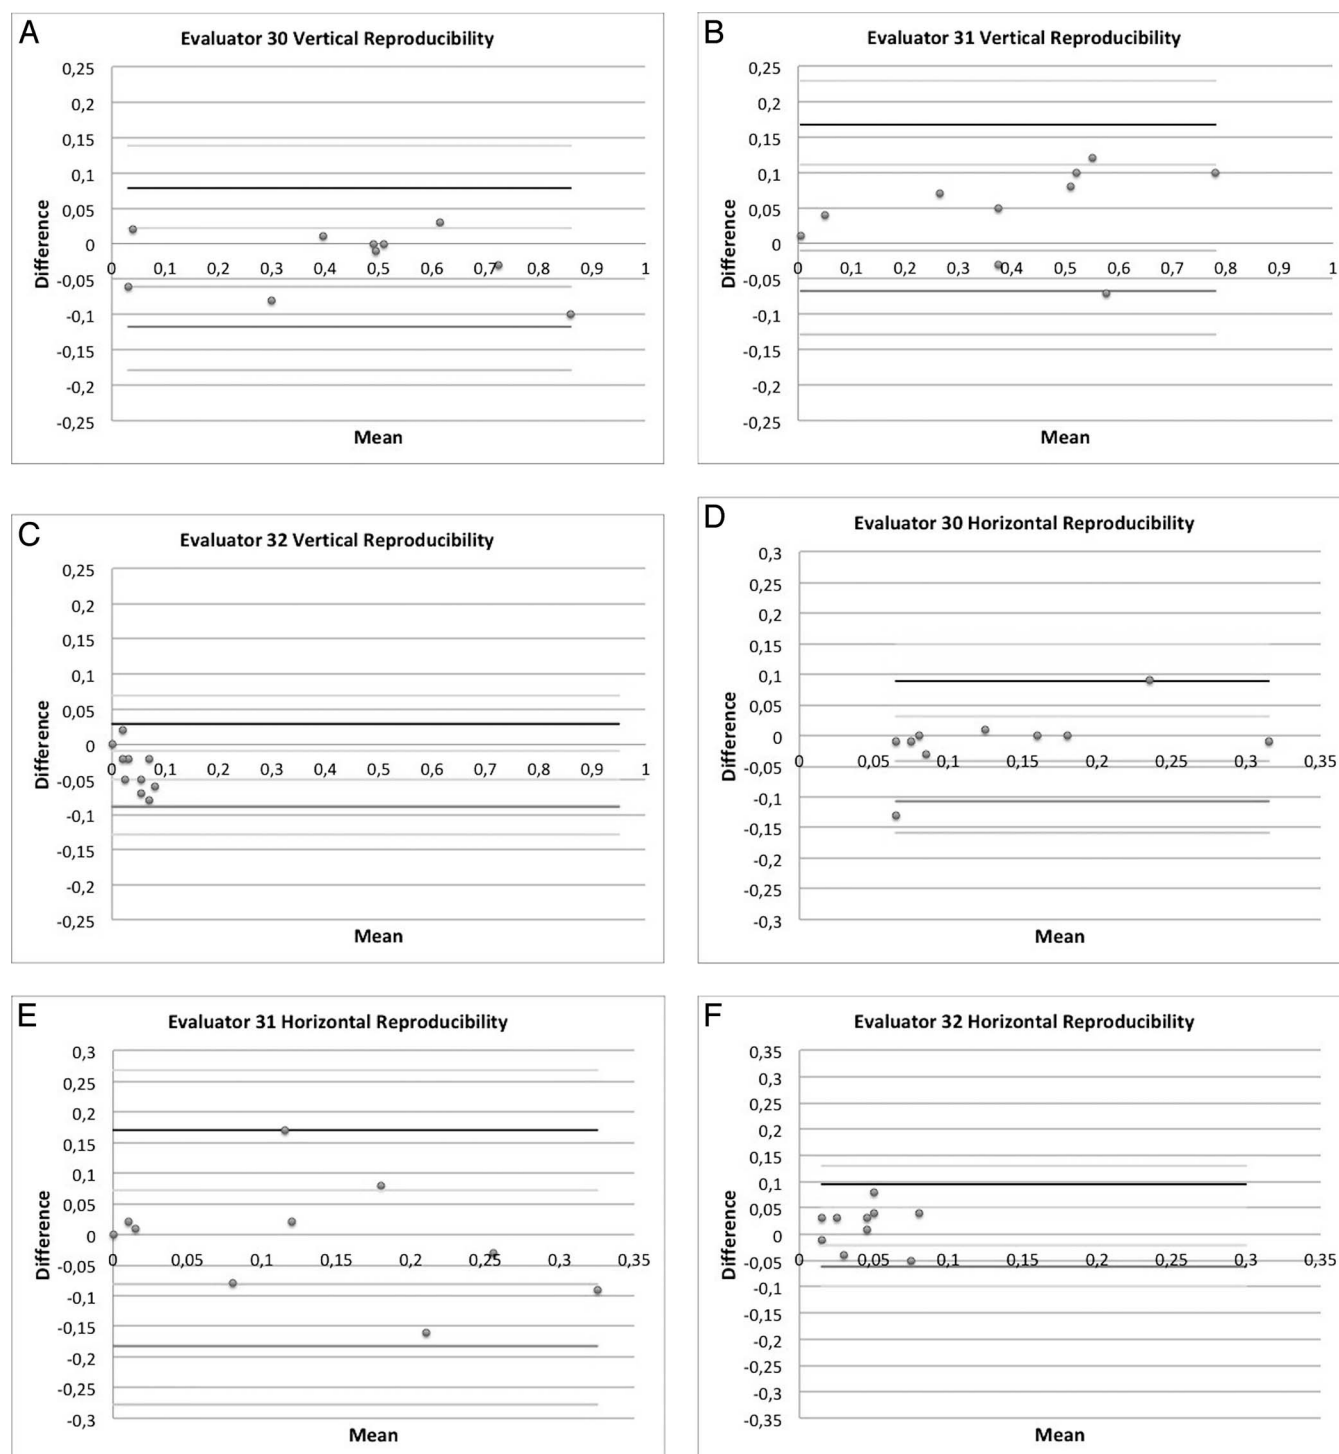 A
Evaluator 30 Vertical Reproducibility
0,25
0,2
0,15
0,1
0,05
0
-0,05
-0,1
-0,15
-0,2
-0,25
0 0,1 0,2 0,3 0,4 0,5 0,6 0,7 0,8 0,9 1
Difference
Mean
B
Evaluator 31 Vertical Reproducibility
0,25
0,2
0,15
0,1
0,05
0
-0,05
-0,1
-0,15
-0,2
-0,25
0 0,1 0,2 0,3 0,4 0,5 0,6 0,7 0,8 0,9 1
Difference
Mean
C
Evaluator 32 Vertical Reproducibility
0,25
0,2
0,15
0,1
0,05
0
-0,05
-0,1
-0,15
-0,2
-0,25
0 0,1 0,2 0,3 0,4 0,5 0,6 0,7 0,8 0,9 1
Difference
Mean
D
Evaluator 30 Horizontal Reproducibility
0,3
0,25
0,2
0,15
0,1
0,05
0
-0,05
-0,1
-0,15
-0,2
-0,25
-0,3
0 0,05 0,1 0,15 0,2 0,25 0,3 0,35
Difference
Mean
E
Evaluator 31 Horizontal Reproducibility
0,3
0,25
0,2
0,15
0,1
0,05
0
-0,05
-0,1
-0,15
-0,2
-0,25
-0,3
0 0,05 0,1 0,15 0,2 0,25 0,3 0,35
Difference
Mean
F
Evaluator 32 Horizontal Reproducibility
0,35
0,3
0,25
0,2
0,15
0,1
0,05
0
-0,05
-0,1
-0,15
-0,2
-0,25
-0,3
-0,35
0 0,05 0,1 0,15 0,2 0,25 0,3 0,35
Difference
Mean